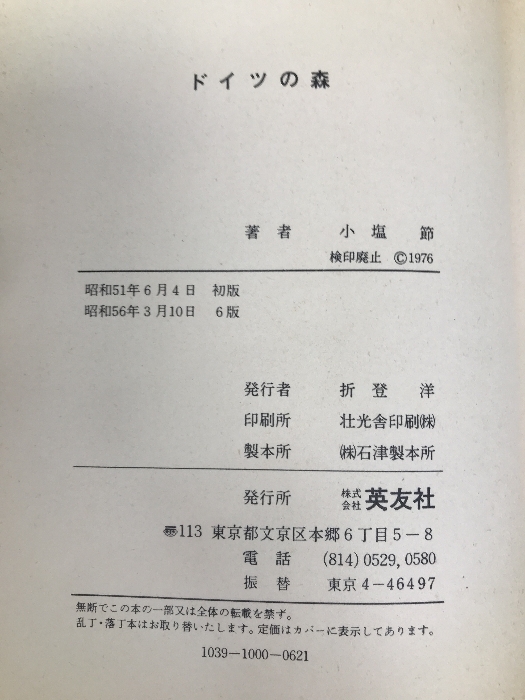 ドイツの森
著者 小塩 節
検印廃止 ©1976
昭和51年6月4日 初版
昭和56年3月10日 6版
発行者 折登 洋
印刷所 壮光舎印刷㈱
製本所 ㈱石津製本所
発行所 株式会社 英友社
〠113 東京都文京区本郷6丁目5-8
電話 (814) 0529, 0580
振替 東京4-46497
無断でこの本の一部又は全体の転載を禁ず。
乱丁・落丁本はお取り替いたします。定価はカバーに表示してあります。
1039-1000-0621